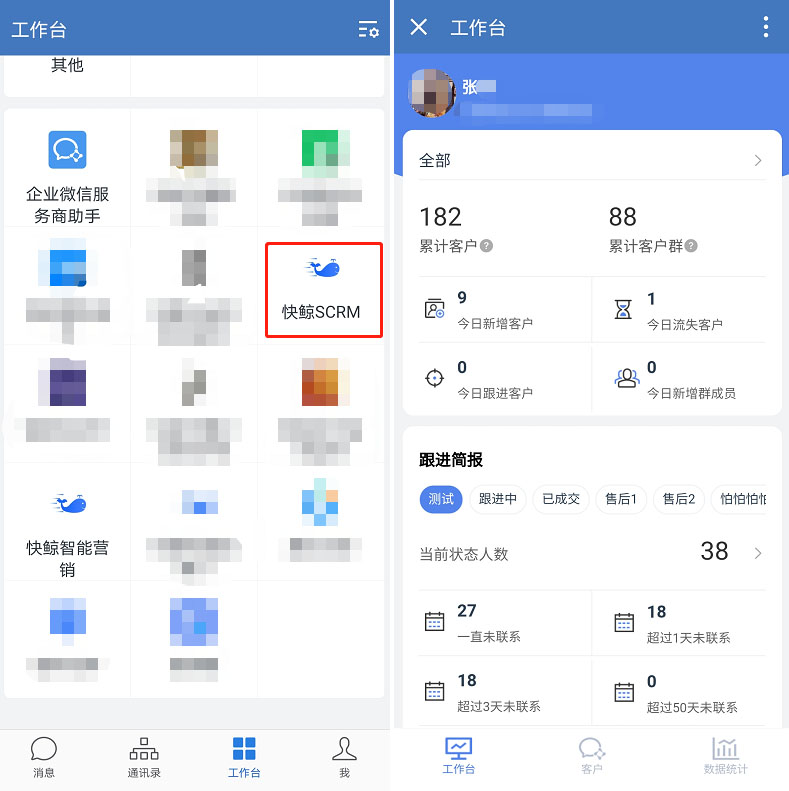 工作台
其他
企业微信服
务商助手
快鲸SCRM
快鲸智能营
销
消息
通讯录
工作台
我
工作台
张
全部
182
累计客户?
88
累计客户群?
9
今日新增客户
1
今日流失客户
0
今日跟进客户
0
今日新增群成员
跟进简报
测试
跟进中
已成交
售后1
售后2
怕怕怕怕
当前状态人数
38
27
一直未联系
18
超过1天未联系
18
超过3天未联系
0
超过50天未联系
工作台
客户
数据统计